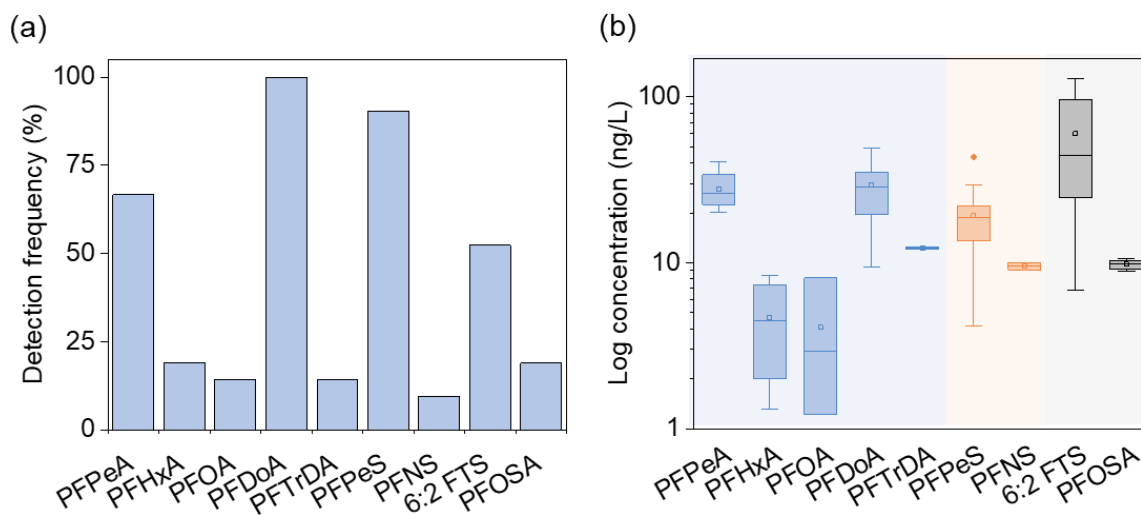 (a)
Detection frequency (%)
100
75
50
25
0
PFPeA
PFHxA
PFOA
PFDoA
PFTrDA
PFPeS
PFNS
6:2 FTS
PFOSA
(b)
Log concentration (ng/L)
100
10
1
PFPeA
PFHxA
PFOA
PFDoA
PFTrDA
PFPeS
PFNS
6:2 FTS
PFOSA